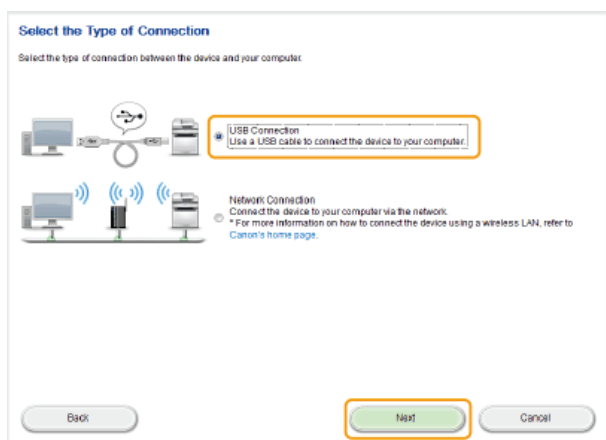 Select the Type of Connection
Select the type of connection between the device and your computer.
USB Connection
Use a USB cable to connect the device to your computer.
Network Connection
Connect the device to your computer via the network.
* For more information on how to connect the device using a wireless LAN, refer to
Canon's home page.
Back
Next
Cancel